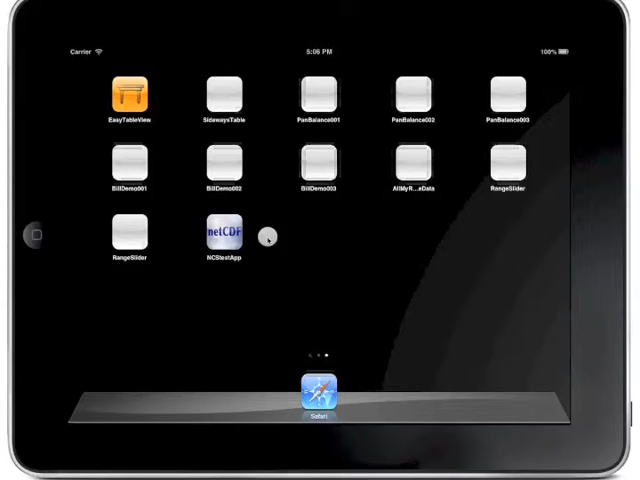 Carrier 5:06 PM 100%
EasyTableView SidewaysTable PanBalance001 PanBalance002 PanBalance003
BillDemo001 BillDemo002 BillDemo003 AllMyR...eData RangeSlider
netCDF
RangeSlider NCStestApp
Safari